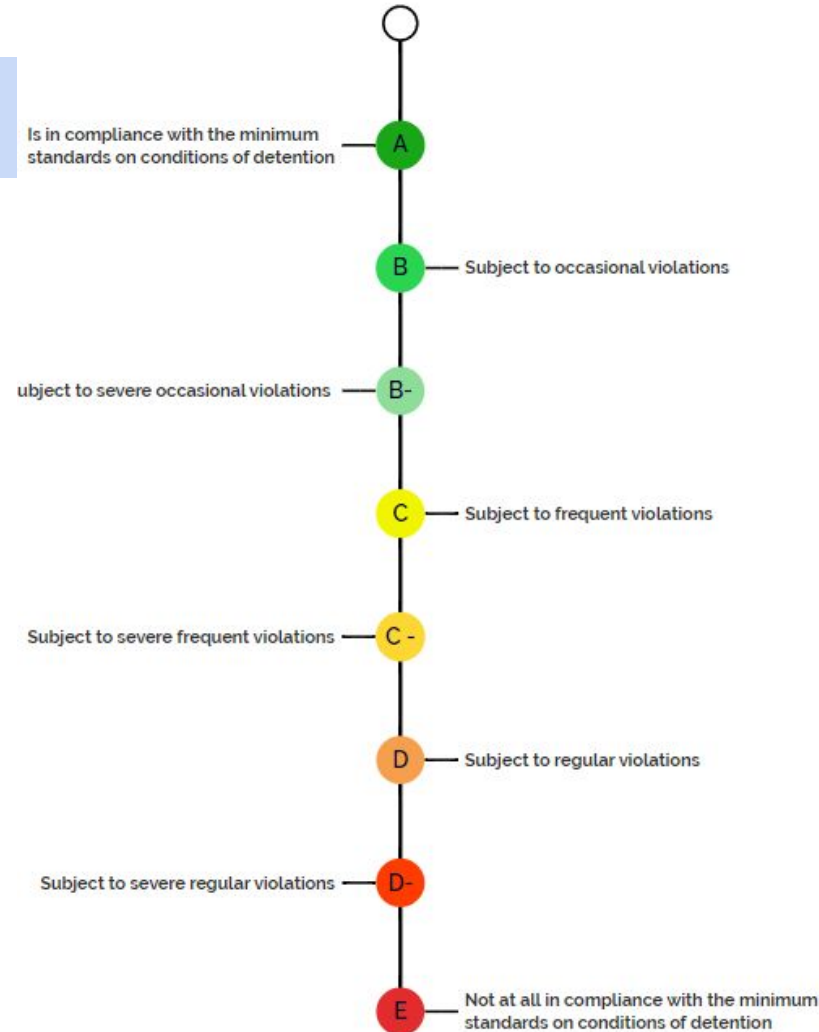 Is in compliance with the minimum
standards on conditions of detention
A
B
Subject to occasional violations
ubject to severe occasional violations
B-
C
Subject to frequent violations
Subject to severe frequent violations
C -
D
Subject to regular violations
Subject to severe regular violations
D-
E
Not at all in compliance with the minimum
standards on conditions of detention